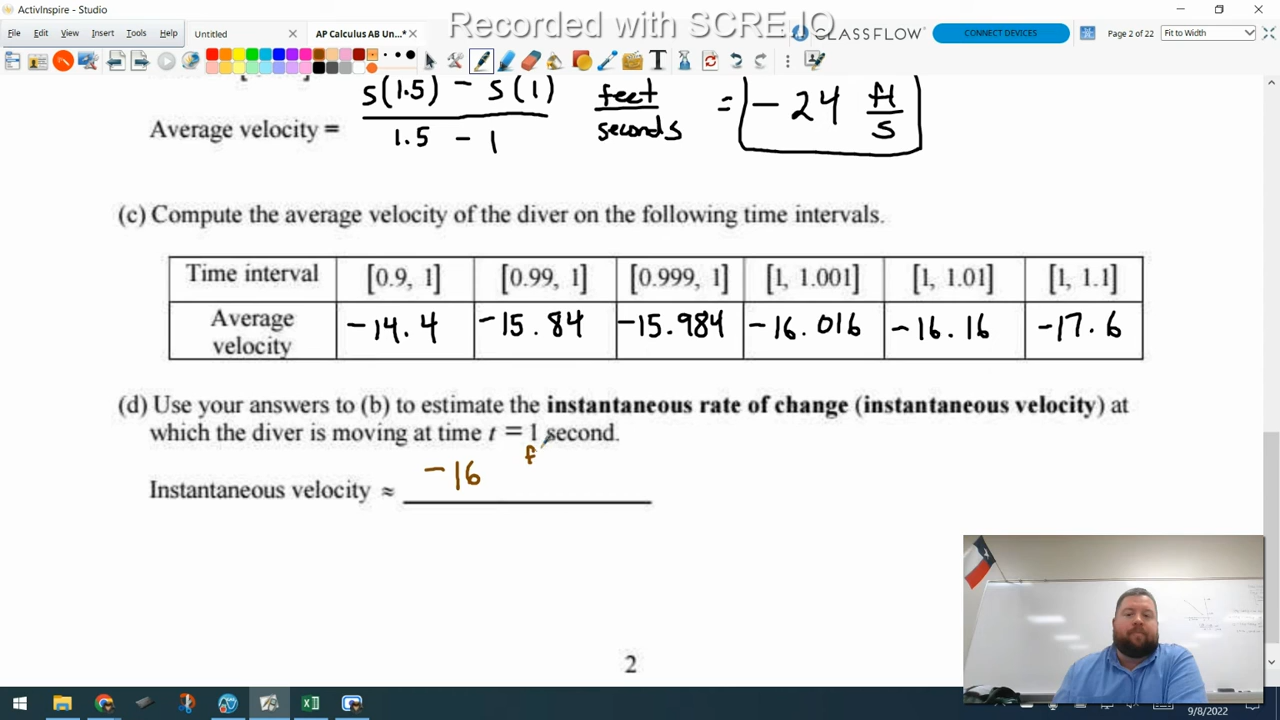 ActivInspire - Studio
Recorded with SCRE.IO
File Edit View Insert Tools Help Untitled AP Calculus AB Un...* CLASSFLOW CONNECT DEVICES Page 2 of 22 Fit to Width
Average velocity = s(1.5) - s(1) / 1.5 - 1 feet / seconds = -24 ft / s
(c) Compute the average velocity of the diver on the following time intervals.
Time interval [0.9, 1] [0.99, 1] [0.999, 1] [1, 1.001] [1, 1.01] [1, 1.1]
Average velocity -14.4 -15.84 -15.984 -16.016 -16.16 -17.6
(d) Use your answers to (b) to estimate the instantaneous rate of change (instantaneous velocity) at
which the diver is moving at time t = 1 second.
Instantaneous velocity ≈ -16 f
2
9/8/2022